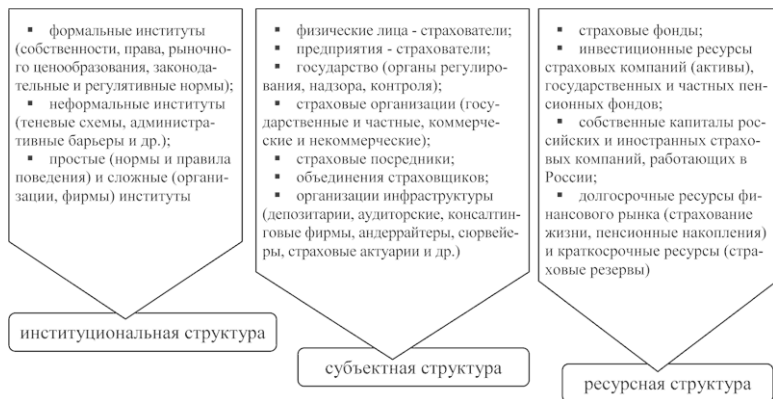 ▪ формальные институты
(собственности, права, рыночно-
го ценообразования, законода-
тельные и регулятивные нормы);
▪ неформальные институты
(теневые схемы, административ-
тивные барьеры и др.);
▪ простые (нормы и правила
поведения) и сложные (органи-
зации, фирмы) институты
институциональная структура
▪ физические лица - страхователи;
▪ предприятия - страхователи;
▪ государство (органы регулиро-
вания, надзора, контроля);
▪ страховые организации (госу-
дарственные и частные, коммерче-
ские и некоммерческие);
▪ страховые посредники;
▪ объединения страховщиков;
▪ организации инфраструктуры
(депозитарии, аудиторские, консалтин-
говые фирмы, андеррайтеры, сюрвейе-
ры, страховые актуарии и др.)
субъектная структура
▪ страховые фонды;
▪ инвестиционные ресурсы
страховых компаний (активы),
государственных и частных пен-
сионных фондов;
▪ собственные капиталы рос-
сийских и иностранных страхо-
вых компаний, работающих в
России;
▪ долгосрочные ресурсы фи-
нансового рынка (страхование
жизни, пенсионные накопления)
и краткосрочные ресурсы (стра-
ховые резервы)
ресурсная структура